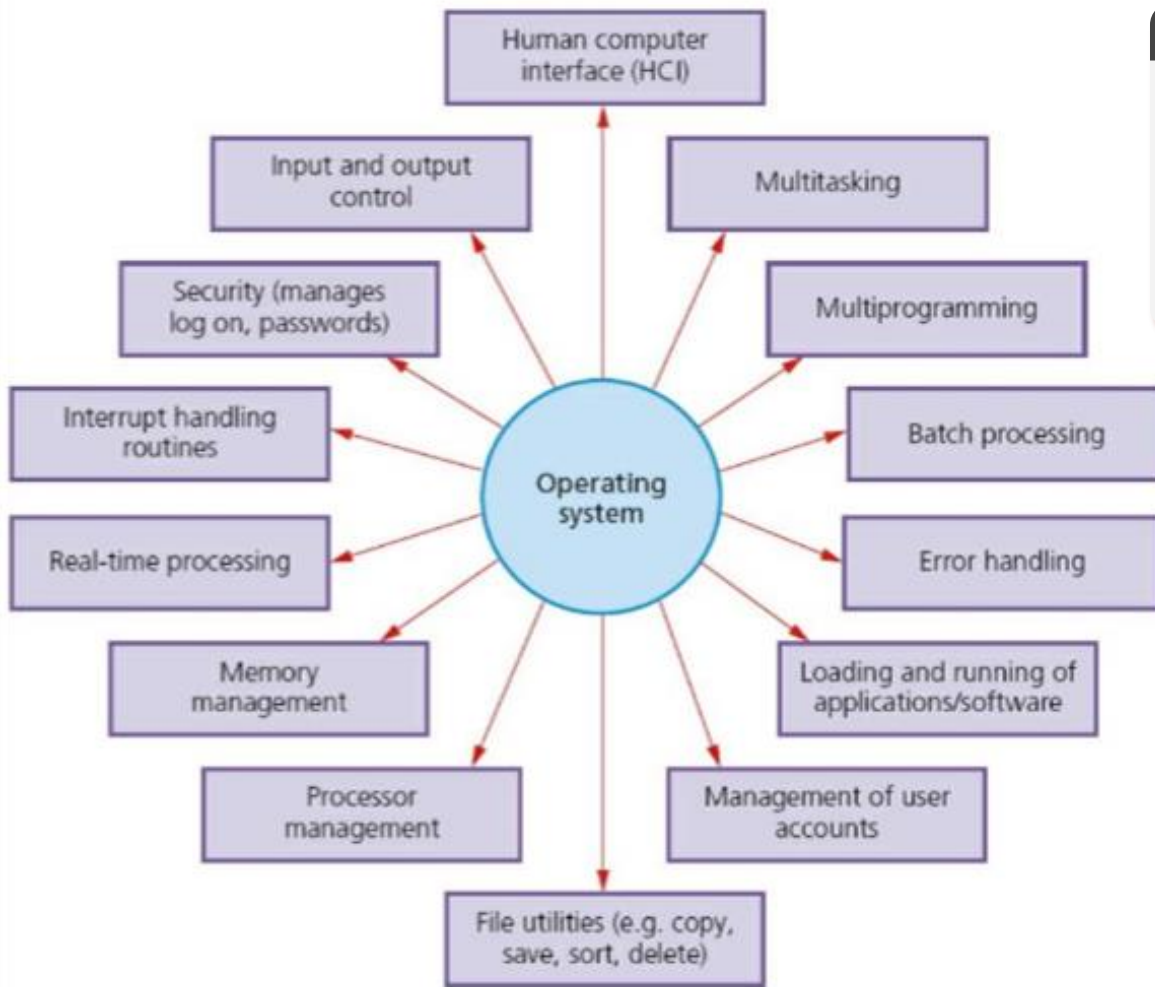 Human computer
interface (HCI)
Input and output
control
Multitasking
Security (manages
log on, passwords)
Multiprogramming
Interrupt handling
routines
Batch processing
Operating
system
Real-time processing
Error handling
Memory
management
Loading and running of
applications/software
Processor
management
Management of user
accounts
File utilities (e.g. copy,
save, sort, delete)